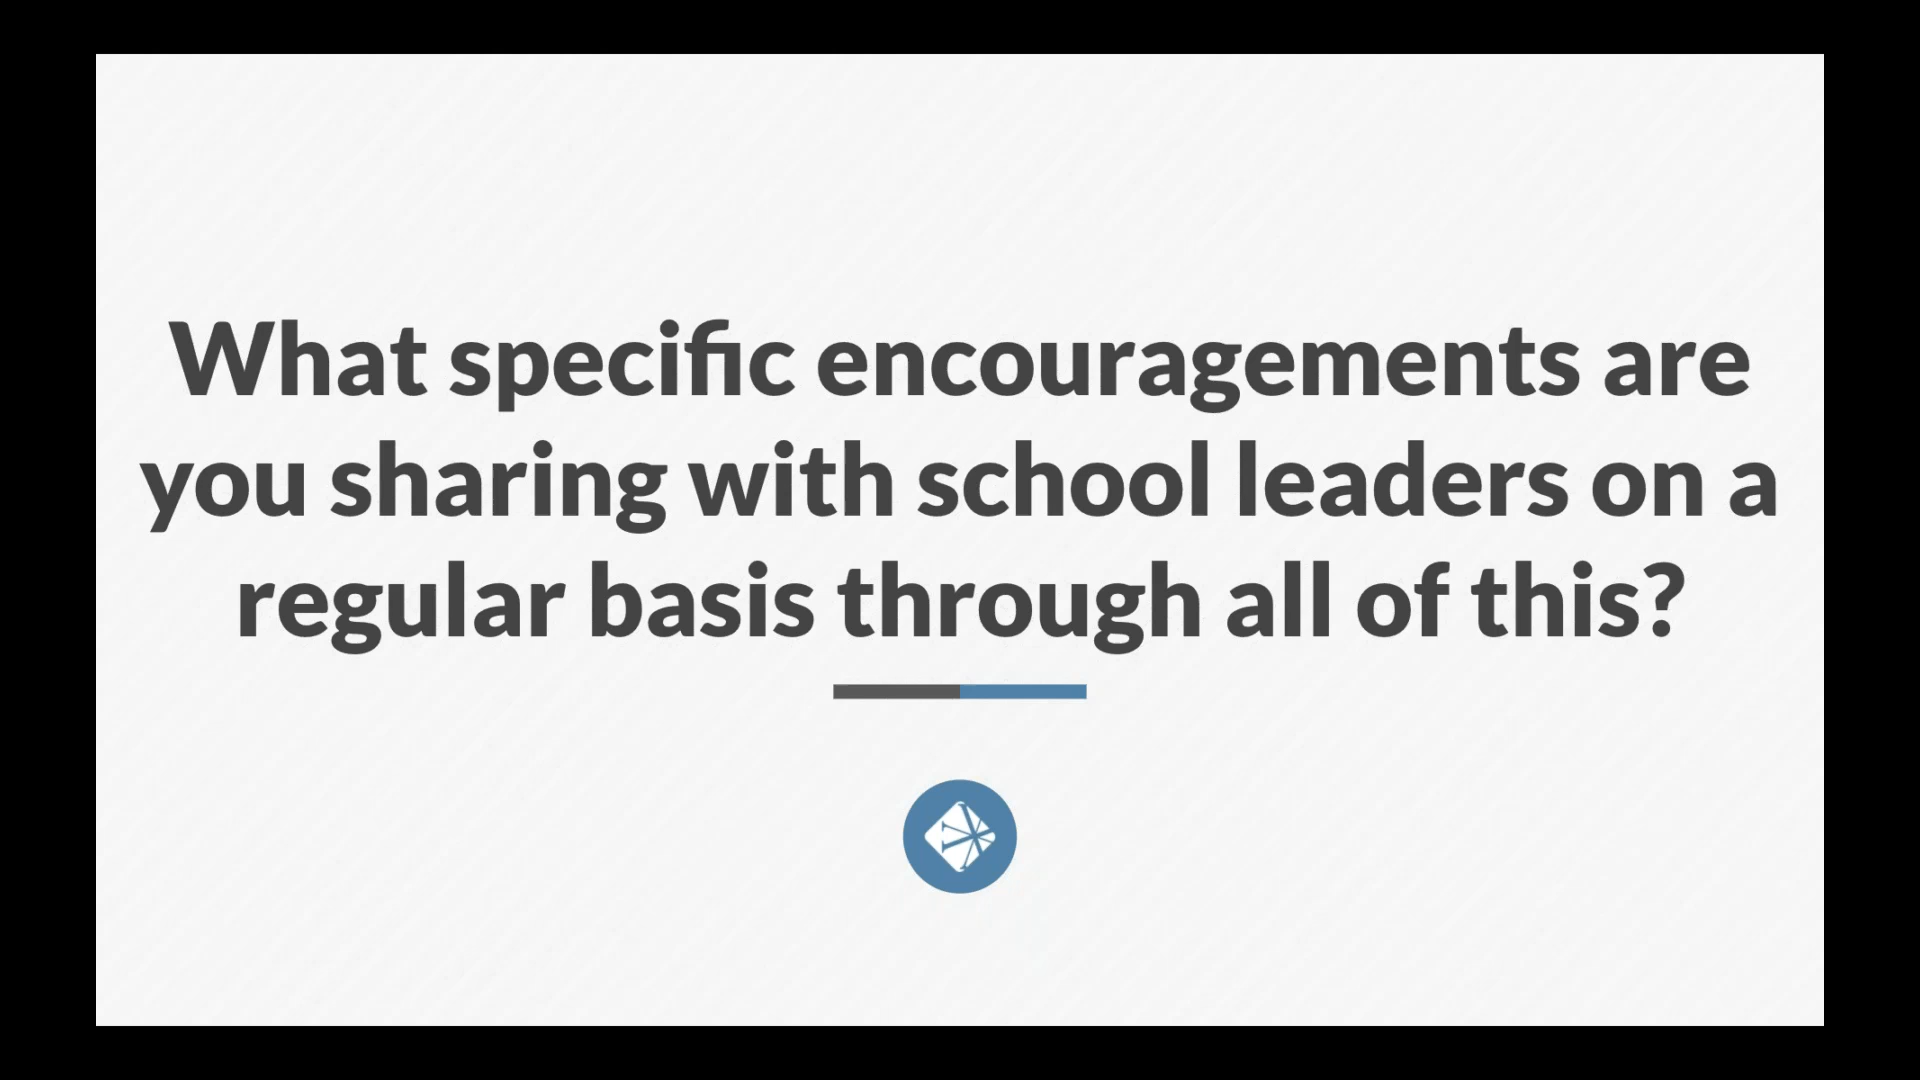 What specific encouragements are
you sharing with school leaders on a
regular basis through all of this?